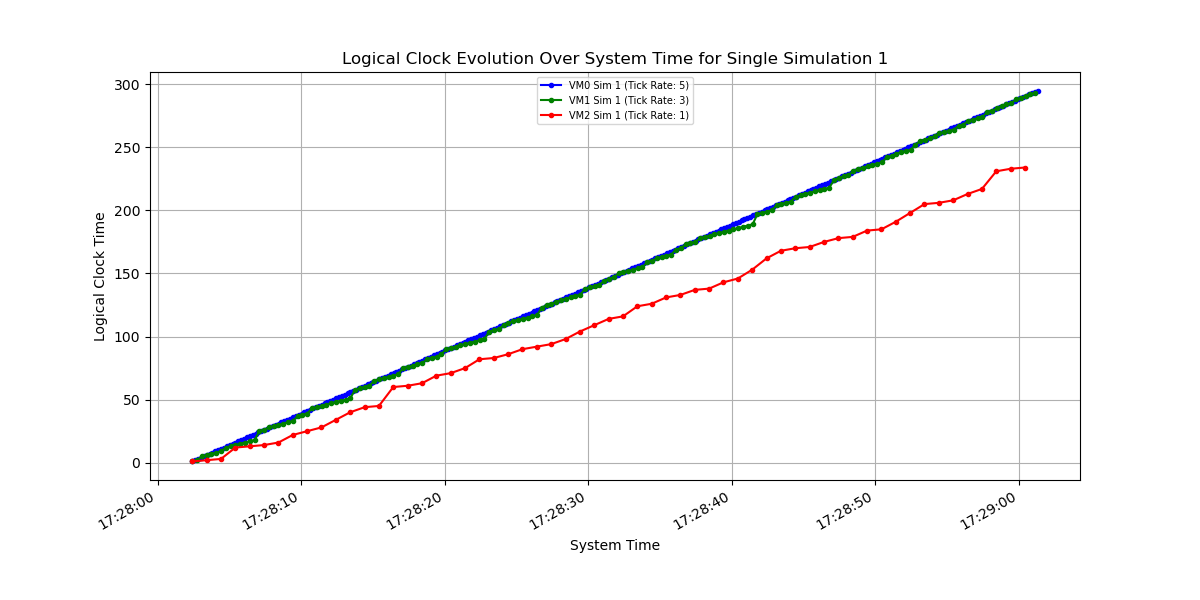 Logical Clock Evolution Over System Time for Single Simulation 1
VM0 Sim 1 (Tick Rate: 5)
VM1 Sim 1 (Tick Rate: 3)
VM2 Sim 1 (Tick Rate: 1)
Logical Clock Time
300
250
200
150
100
50
0
17:28:00
17:28:10
17:28:20
17:28:30
17:28:40
17:28:50
17:29:00
System Time